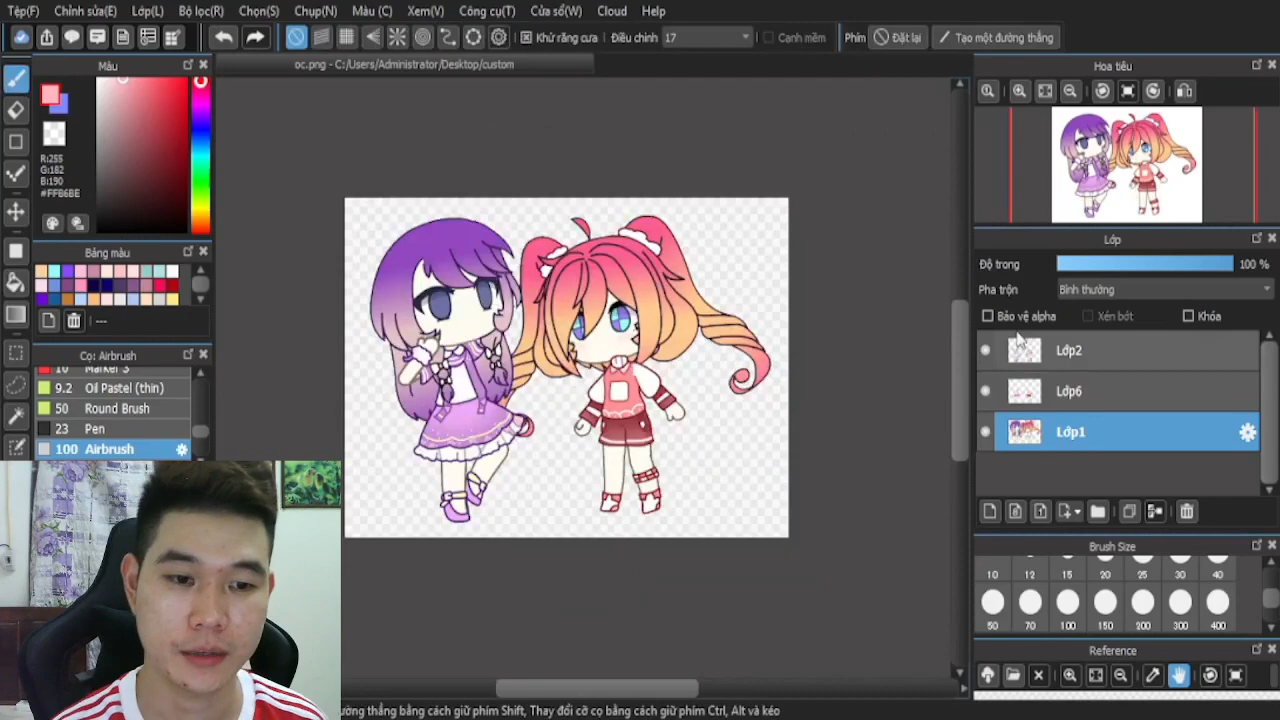 Tệp(F) Chỉnh sửa(E) Lớp(L) Bộ lọc(R) Chọn(S) Chụp(N) Màu (C) Xem(V) Công cụ(T) Cửa sổ(W) Cloud Help
Khử răng cưa Điều chỉnh 17 Cạnh mềm Phím Đặt lại Tạo một đường thẳng
Màu
oc.png - C:/Users/Administrator/Desktop/custom
Hoa tiêu
R:255
G:182
B:190
#FFB6BE
Bảng màu
---
Cọ: Airbrush
10 Marker 3
9.2 Oil Pastel (thin)
50 Round Brush
23 Pen
100 Airbrush
Lớp
Độ trong 100 %
Pha trộn Bình thường
Bảo vệ alpha Xén bớt Khóa
Lớp2
Lớp6
Lớp1
Brush Size
10 12 15 20 25 30 40
50 70 100 150 200 300 400
Reference
thẳng bằng cách giữ phím Shift, Thay đổi cỡ cọ bằng cách giữ phím Ctrl, Alt và kéo